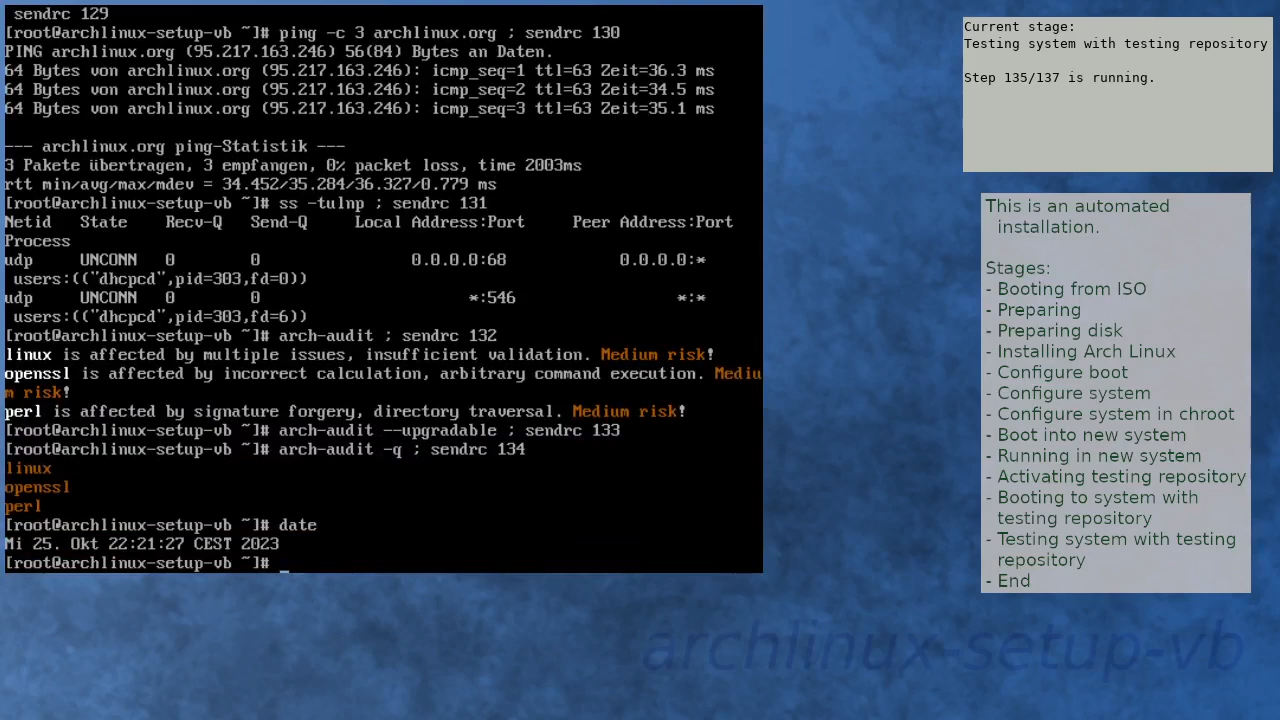 sendrc 129
[root@archlinux-setup-vb ~]# ping -c 3 archlinux.org ; sendrc 130
PING archlinux.org (95.217.163.246) 56(84) Bytes an Daten.
64 Bytes von archlinux.org (95.217.163.246): icmp_seq=1 ttl=63 Zeit=36.3 ms
64 Bytes von archlinux.org (95.217.163.246): icmp_seq=2 ttl=63 Zeit=34.5 ms
64 Bytes von archlinux.org (95.217.163.246): icmp_seq=3 ttl=63 Zeit=35.1 ms

--- archlinux.org ping-Statistik ---
3 Pakete übertragen, 3 empfangen, 0% packet loss, time 2003ms
rtt min/avg/max/mdev = 34.452/35.284/36.327/0.779 ms
[root@archlinux-setup-vb ~]# ss -tulnp ; sendrc 131
Netid   State    Recv-Q   Send-Q     Local Address:Port     Peer Address:Port
Process
udp     UNCONN   0        0                0.0.0.0:68            0.0.0.0:*
 users:(("dhcpcd",pid=303,fd=0))
udp     UNCONN   0        0                      *:546                 *:*
 users:(("dhcpcd",pid=303,fd=6))
[root@archlinux-setup-vb ~]# arch-audit ; sendrc 132
linux is affected by multiple issues, insufficient validation. Medium risk!
openssl is affected by incorrect calculation, arbitrary command execution. Mediu
m risk!
perl is affected by signature forgery, directory traversal. Medium risk!
[root@archlinux-setup-vb ~]# arch-audit --upgradable ; sendrc 133
[root@archlinux-setup-vb ~]# arch-audit -q ; sendrc 134
linux
openssl
perl
[root@archlinux-setup-vb ~]# date
Mi 25. Okt 22:21:27 CEST 2023
[root@archlinux-setup-vb ~]# _
Current stage:
Testing system with testing repository

Step 135/137 is running.
This is an automated
installation.

Stages:
- Booting from ISO
- Preparing
- Preparing disk
- Installing Arch Linux
- Configure boot
- Configure system
- Configure system in chroot
- Boot into new system
- Running in new system
- Activating testing repository
- Booting to system with
testing repository
- Testing system with testing
repository
- End
archlinux-setup-vb